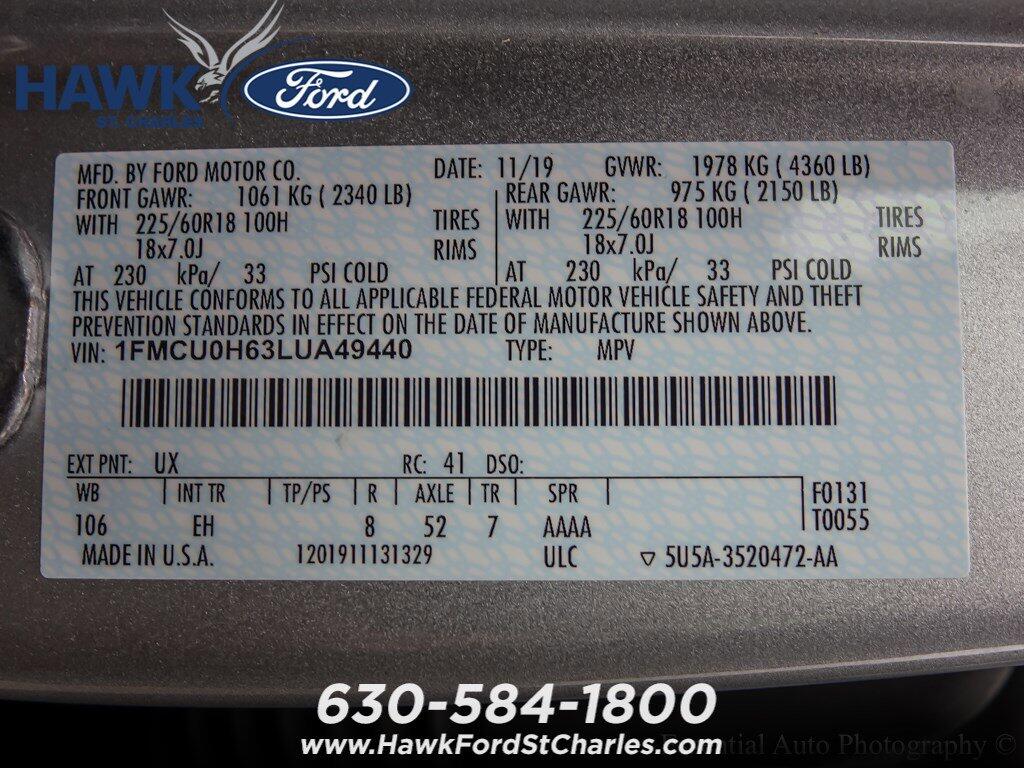 HAWK Ford
ST. CHARLES
MFD. BY FORD MOTOR CO. DATE: 11/19 GVWR: 1978 KG ( 4360 LB)
FRONT GAWR: 1061 KG ( 2340 LB) REAR GAWR: 975 KG ( 2150 LB)
WITH 225/60R18 100H TIRES WITH 225/60R18 100H TIRES
18x7.0J RIMS 18x7.0J RIMS
AT 230 kPa/ 33 PSI COLD AT 230 kPa/ 33 PSI COLD
THIS VEHICLE CONFORMS TO ALL APPLICABLE FEDERAL MOTOR VEHICLE SAFETY AND THEFT
PREVENTION STANDARDS IN EFFECT ON THE DATE OF MANUFACTURE SHOWN ABOVE.
VIN: 1FMCU0H63LUA49440 TYPE: MPV
EXT PNT: UX RC: 41 DSO:
WB INT TR TP/PS R AXLE TR SPR F0131
106 EH 8 52 7 AAAA T0055
MADE IN U.S.A. 1201911131329 ULC ▽ 5U5A-3520472-AA
630-584-1800
www.HawkFordStCharles.com
Auto Photography ©